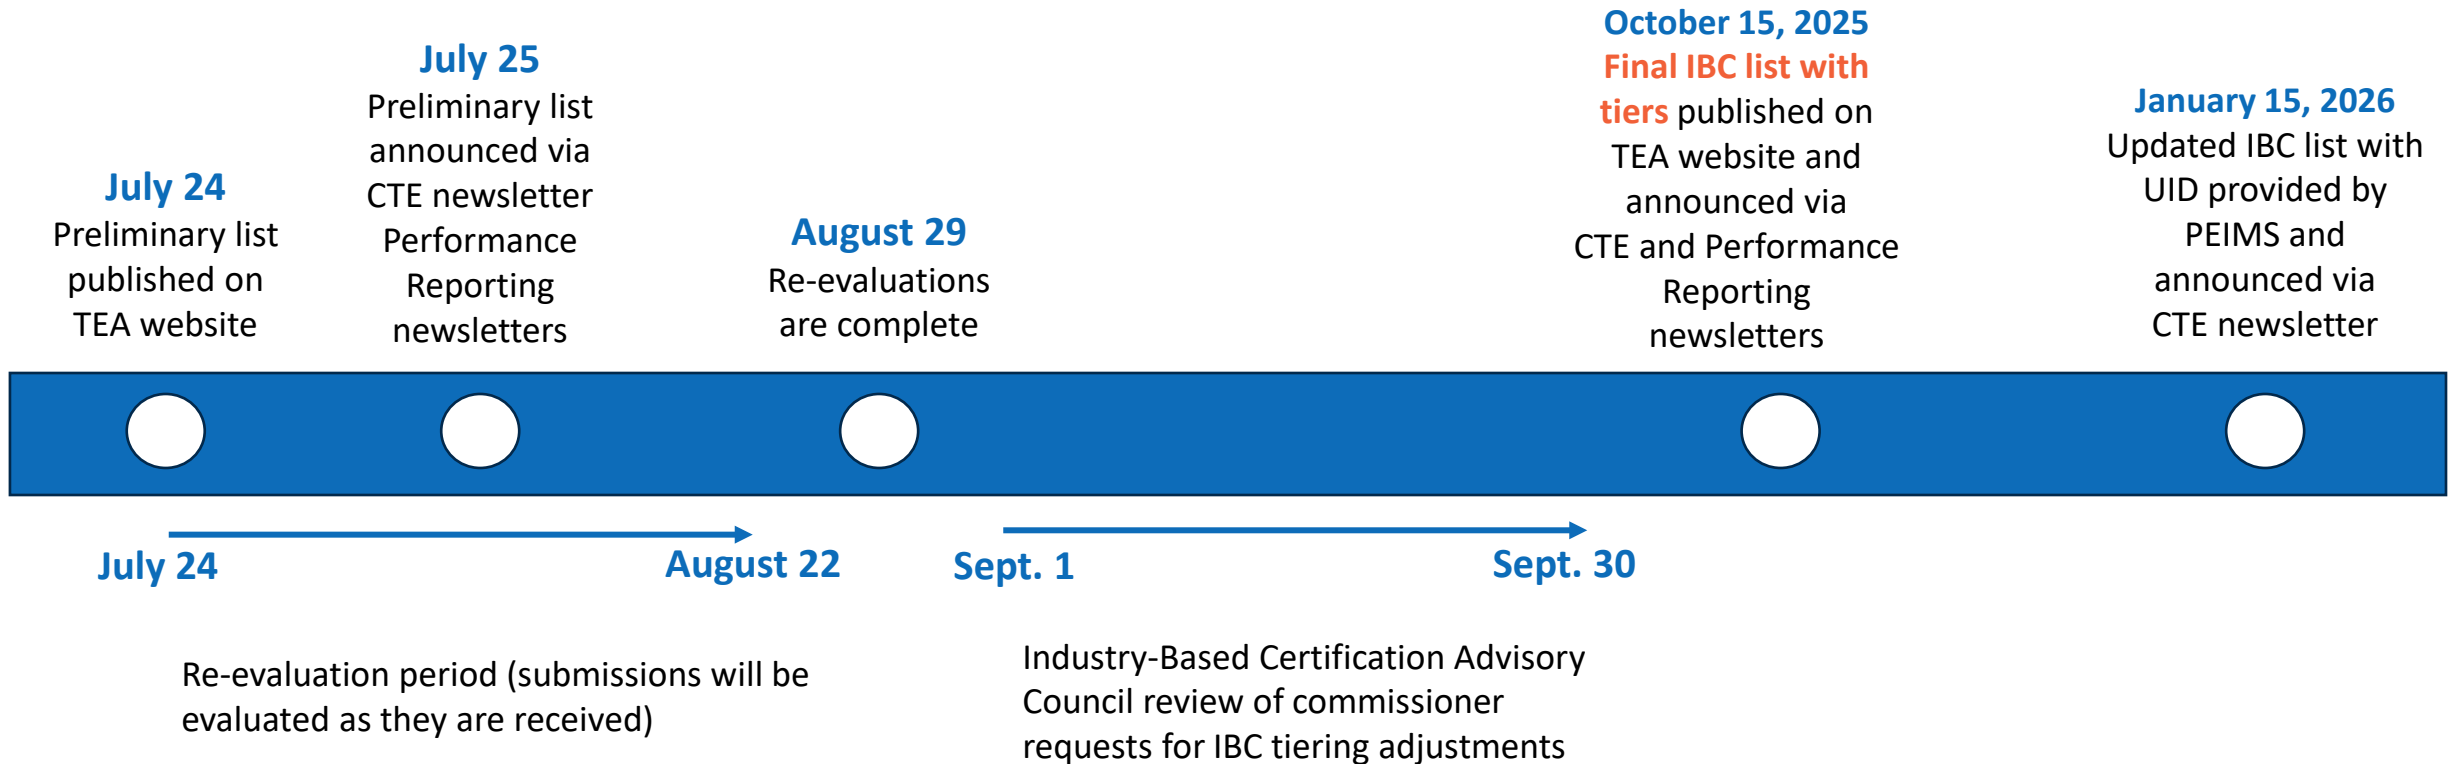 July 24
Preliminary list
published on
TEA website
July 25
Preliminary list
announced via
CTE newsletter
Performance
Reporting
newsletters
August 29
Re-evaluations
are complete
October 15, 2025
Final IBC list with
tiers published on
TEA website and
announced via
CTE and Performance
Reporting
newsletters
January 15, 2026
Updated IBC list with
UID provided by
PEIMS and
announced via
CTE newsletter
July 24
August 22
Sept. 1
Sept. 30
Re-evaluation period (submissions will be
evaluated as they are received)
Industry-Based Certification Advisory
Council review of commissioner
requests for IBC tiering adjustments